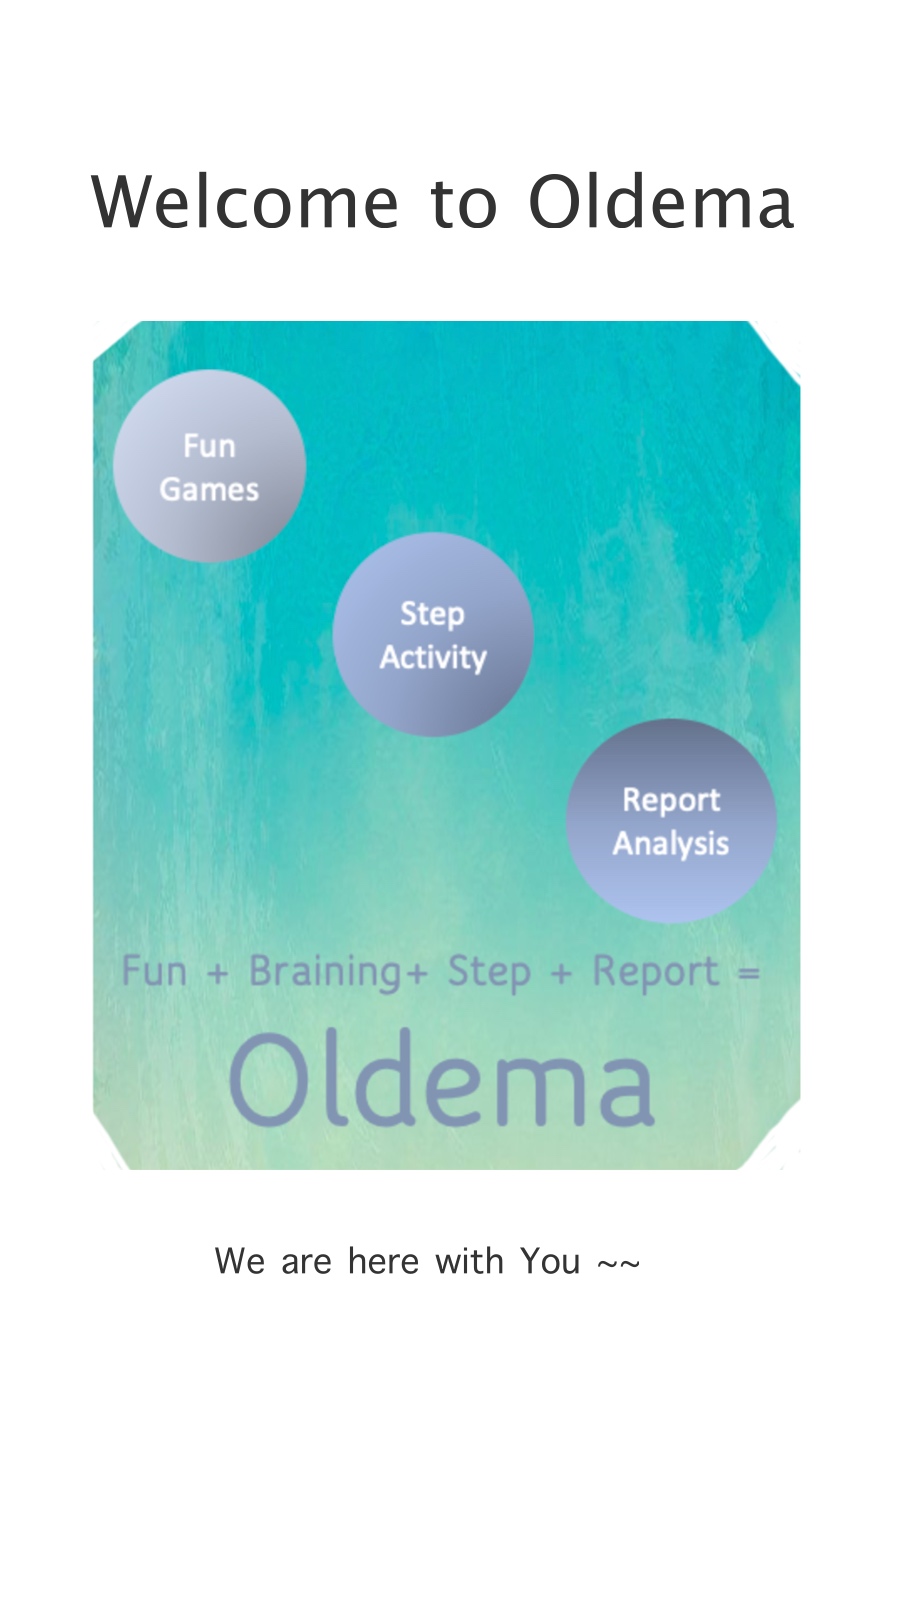 Welcome to Oldema
Fun
Games
Step
Activity
Report
Analysis
Fun + Braining+ Step + Report =
Oldema
We are here with You ~~